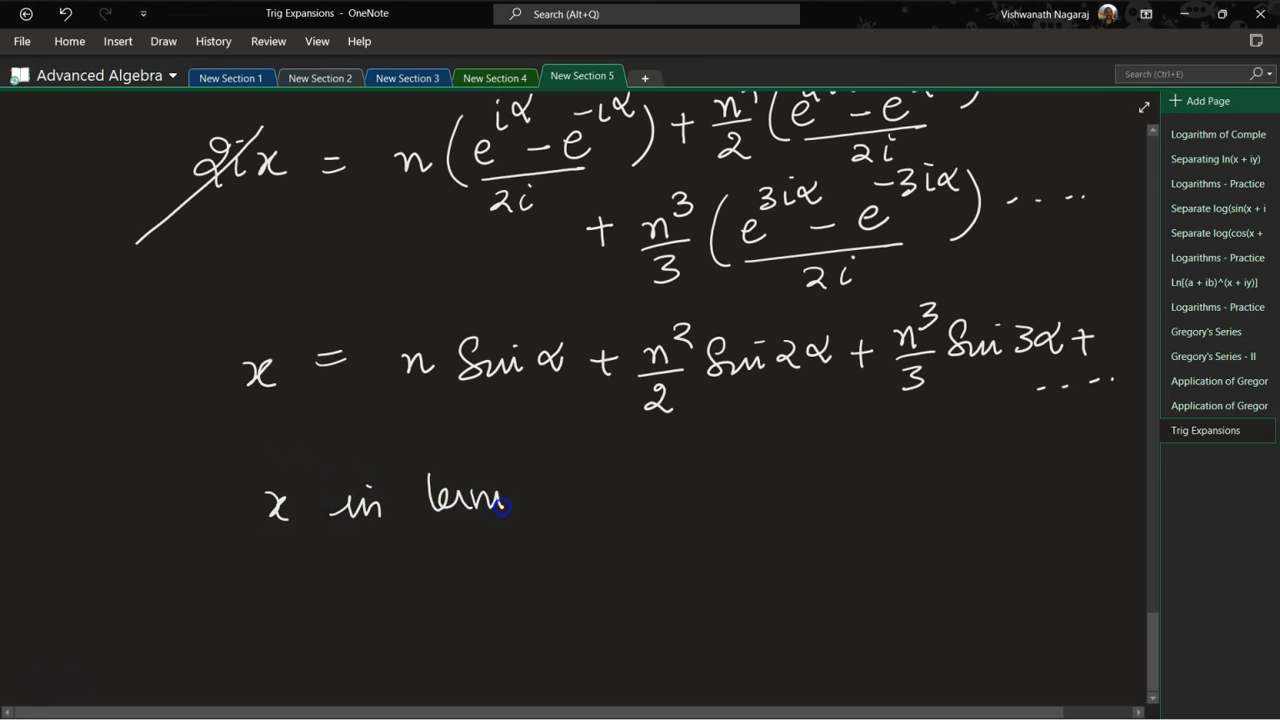 Trig Expansions - OneNote
Search (Alt+Q)
Vishwanath Nagaraj
File Home Insert Draw History Review View Help
Advanced Algebra
New Section 1
New Section 2
New Section 3
New Section 4
New Section 5
+
Search (Ctrl+E)
+ Add Page
Logarithm of Comple
Separating ln(x + iy)
Logarithms - Practice
Separate log(sin(x + i
Separate log(cos(x +
Logarithms - Practice
Ln[(a + ib)^(x + iy)]
Logarithms - Practice
Gregory's Series
Gregory's Series - II
Application of Gregor
Application of Gregor
Trig Expansions
2ix = n(e^{iα} - e^{-iα})/2i + n²/2 (e - e)/2i
+ n³/3 (e^{3iα} - e^{-3iα})/2i .....
x = n Sin α + n²/2 Sin 2α + n³/3 Sin 3α + ....
x in term